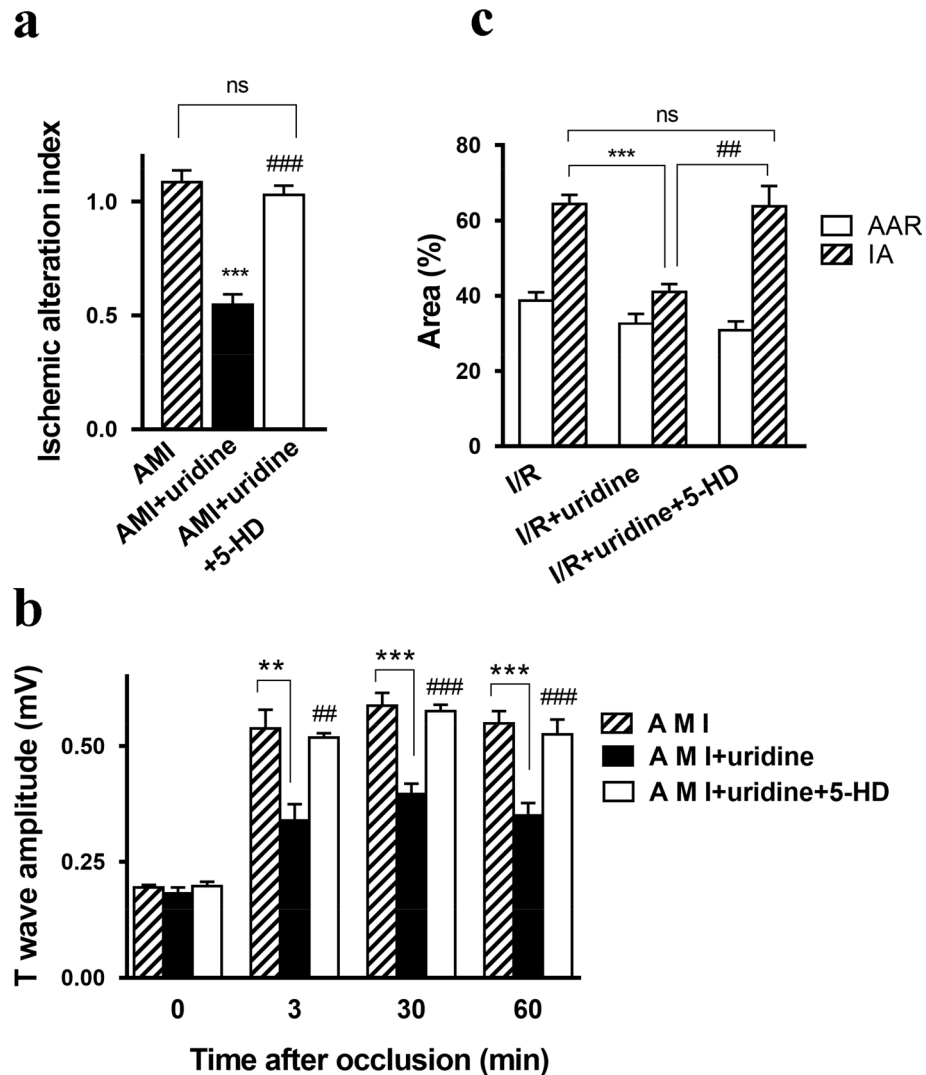 a
ns
###
***
1.0
0.5
0.0
Ischemic alteration index
AMI
AMI+uridine
AMI+uridine
+5-HD
c
ns
***
##
80
60
40
20
0
Area (%)
I/R
I/R+uridine
I/R+uridine+5-HD
AAR
IA
b
**
##
***
###
***
###
0.50
0.25
0.00
T wave amplitude (mV)
0
3
30
60
Time after occlusion (min)
A M I
A M I+uridine
A M I+uridine+5-HD